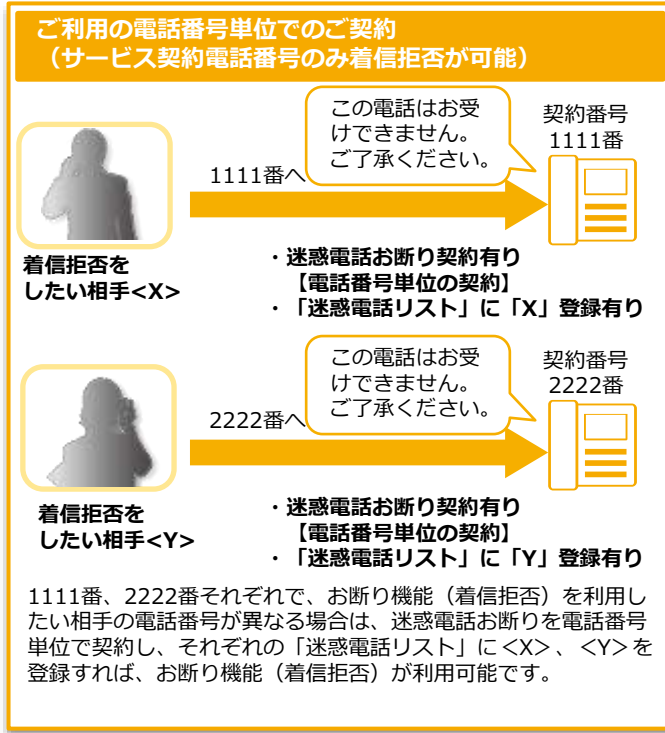 ご利用の電話番号単位でのご契約
（サービス契約電話番号のみ着信拒否が可能）
この電話はお受
けできません。
ご了承ください。
契約番号
1111番
1111番へ
着信拒否を
したい相手<X>
・迷惑電話お断り契約有り
【電話番号単位の契約】
・「迷惑電話リスト」に「X」登録有り
この電話はお受
けできません。
ご了承ください。
契約番号
2222番
2222番へ
着信拒否を
したい相手<Y>
・迷惑電話お断り契約有り
【電話番号単位の契約】
・「迷惑電話リスト」に「Y」登録有り
1111番、2222番それぞれで、お断り機能（着信拒否）を利用し
たい相手の電話番号が異なる場合は、迷惑電話お断りを電話番号
単位で契約し、それぞれの「迷惑電話リスト」に＜X＞、＜Y＞を
登録すれば、お断り機能（着信拒否）が利用可能です。